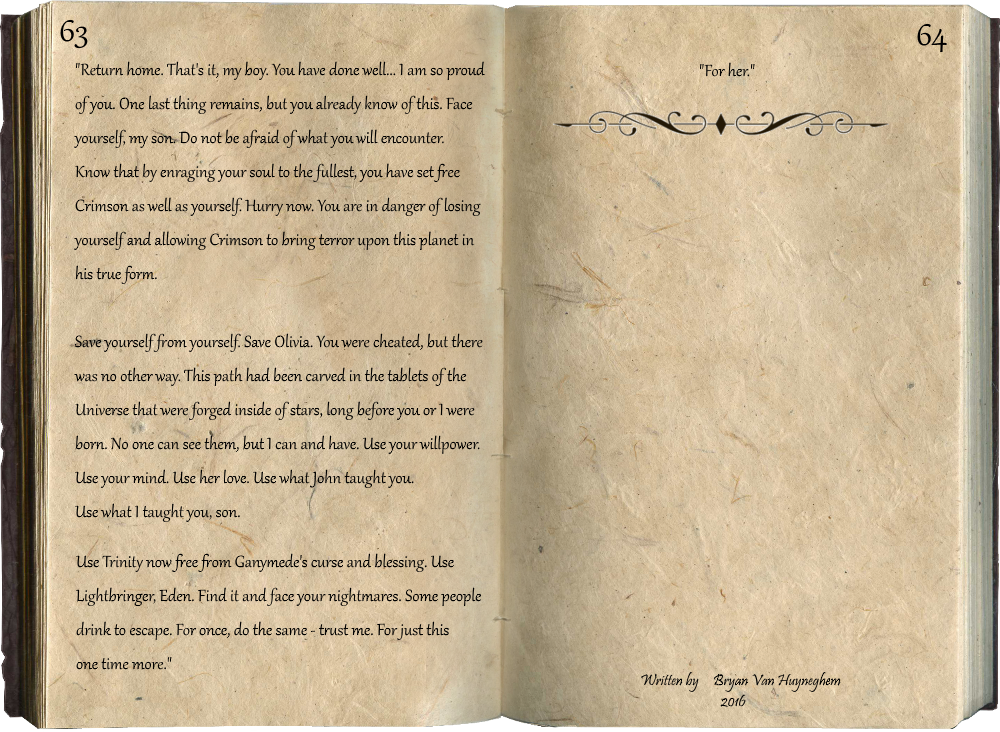 63
"Return home. That's it, my boy. You have done well... I am so proud
of you. One last thing remains, but you already know of this. Face
yourself, my son. Do not be afraid of what you will encounter.
Know that by enraging your soul to the fullest, you have set free
Crimson as well as yourself. Hurry now. You are in danger of losing
yourself and allowing Crimson to bring terror upon this planet in
his true form.
Save yourself from yourself. Save Olivia. You were cheated, but there
was no other way. This path had been carved in the tablets of the
Universe that were forged inside of stars, long before you or I were
born. No one can see them, but I can and have. Use your willpower.
Use your mind. Use her love. Use what John taught you.
Use what I taught you, son.
Use Trinity now free from Ganymede's curse and blessing. Use
Lightbringer, Eden. Find it and face your nightmares. Some people
drink to escape. For once, do the same - trust me. For just this
one time more."
64
"For her."
Written by Bryan Van Huyneghem
2016